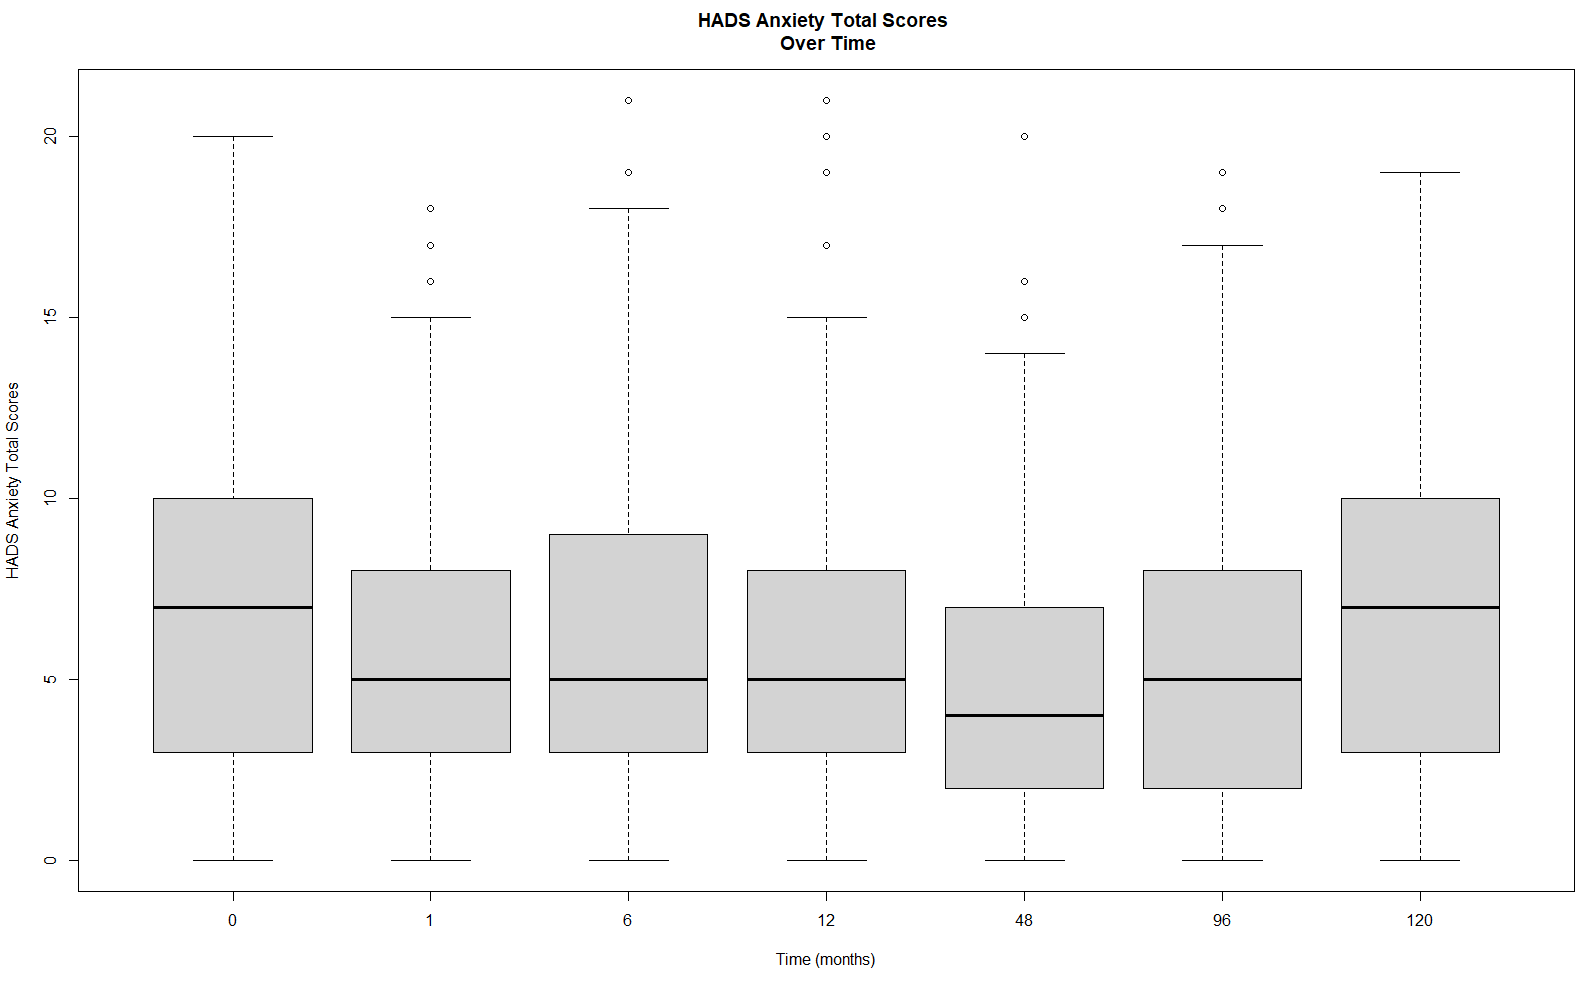 HADS Anxiety Total Scores
Over Time
HADS Anxiety Total Scores
20
15
10
5
0
0 1 6 12 48 96 120
Time (months)